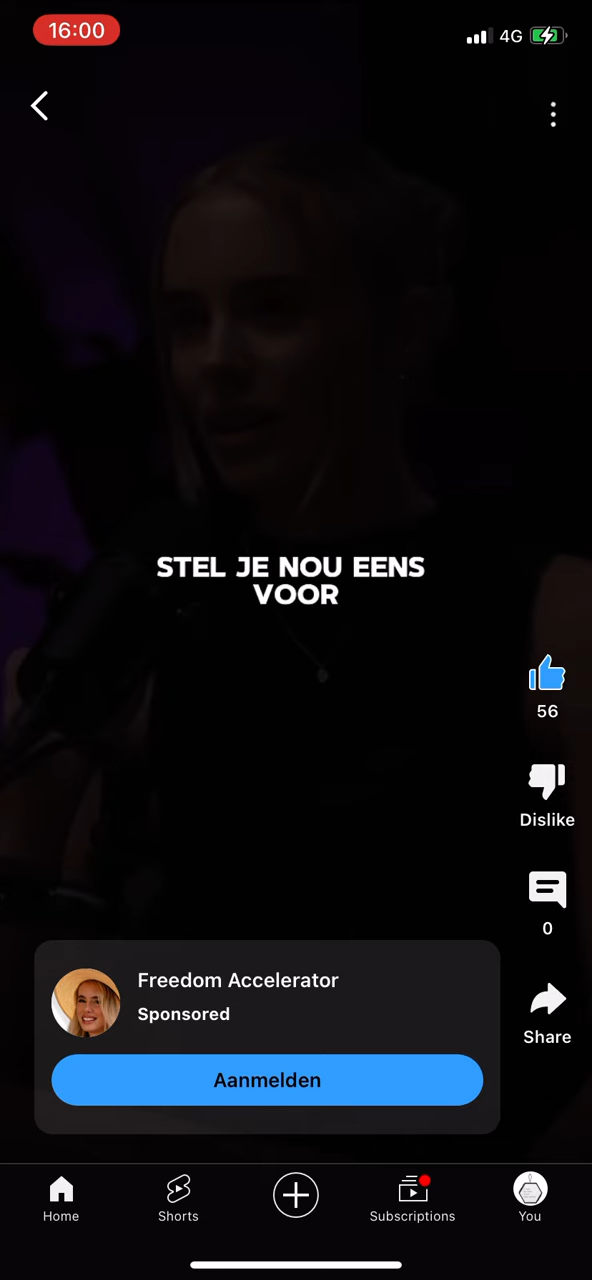 16:00
4G
STEL JE NOU EENS
VOOR
56
Dislike
0
Share
Freedom Accelerator
Sponsored
Aanmelden
Home
Shorts
Subscriptions
You